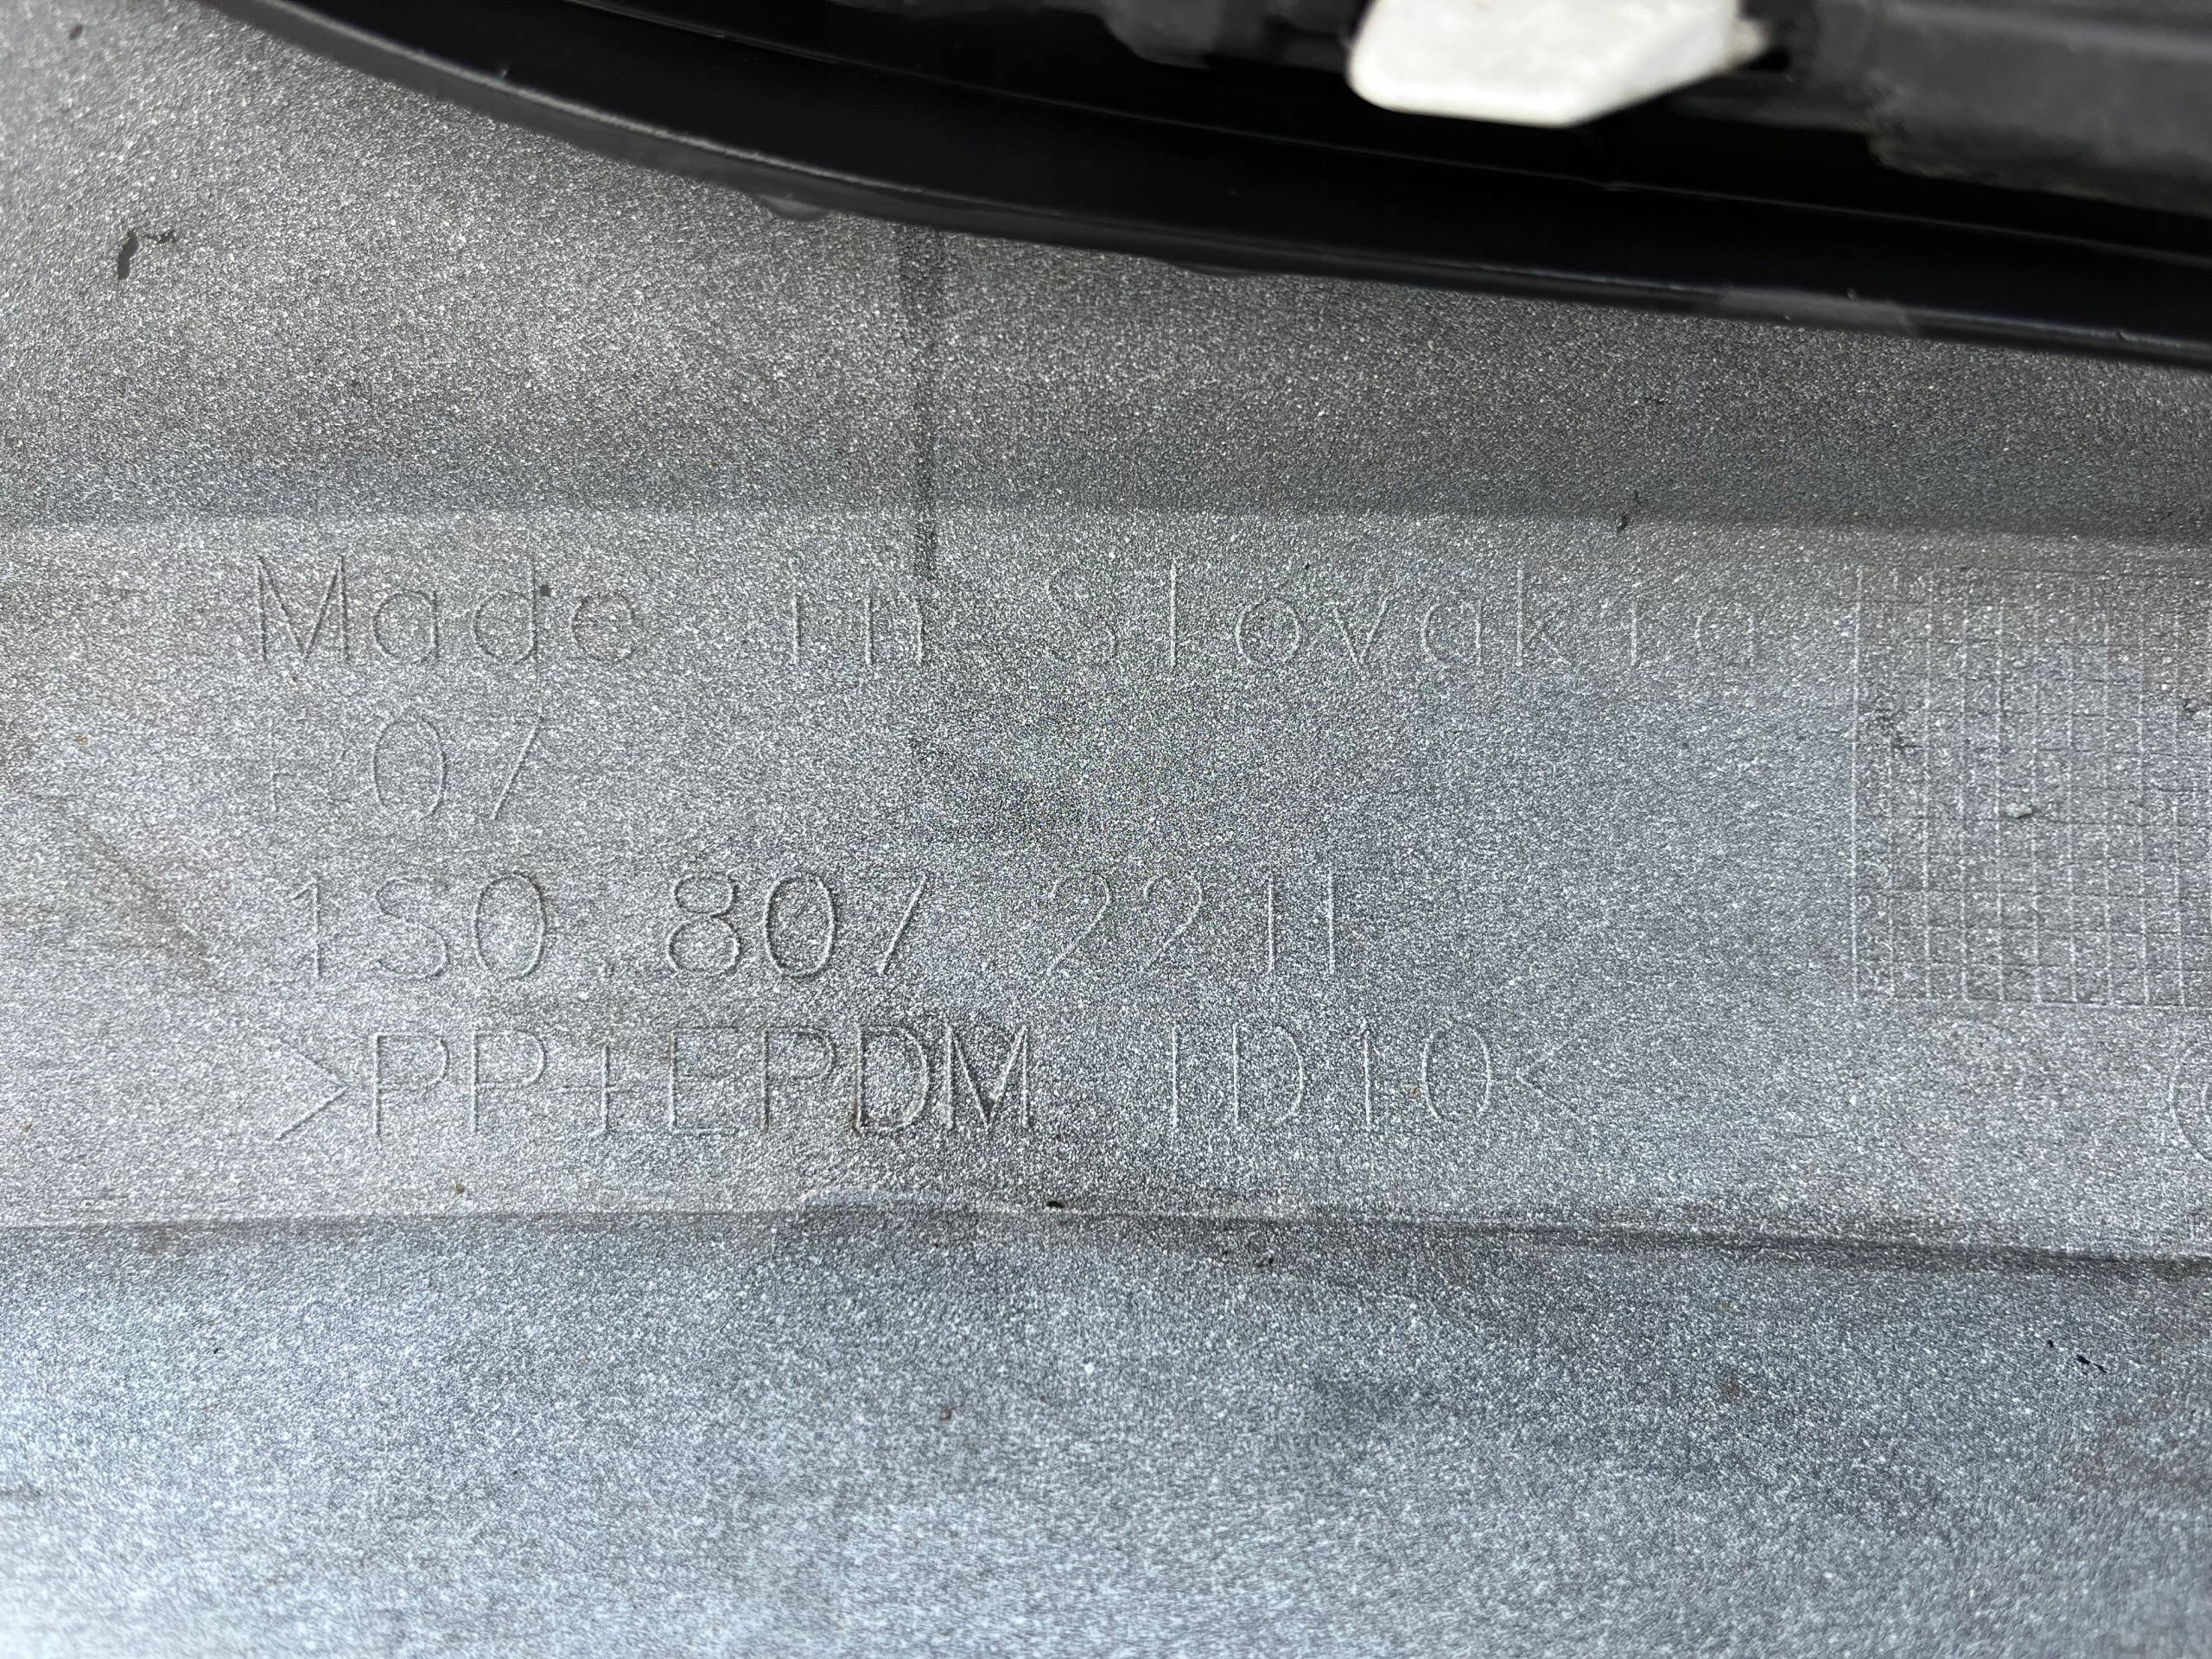 Made in Slovakia
1S0.807.221
>PP+EPDM TD10<